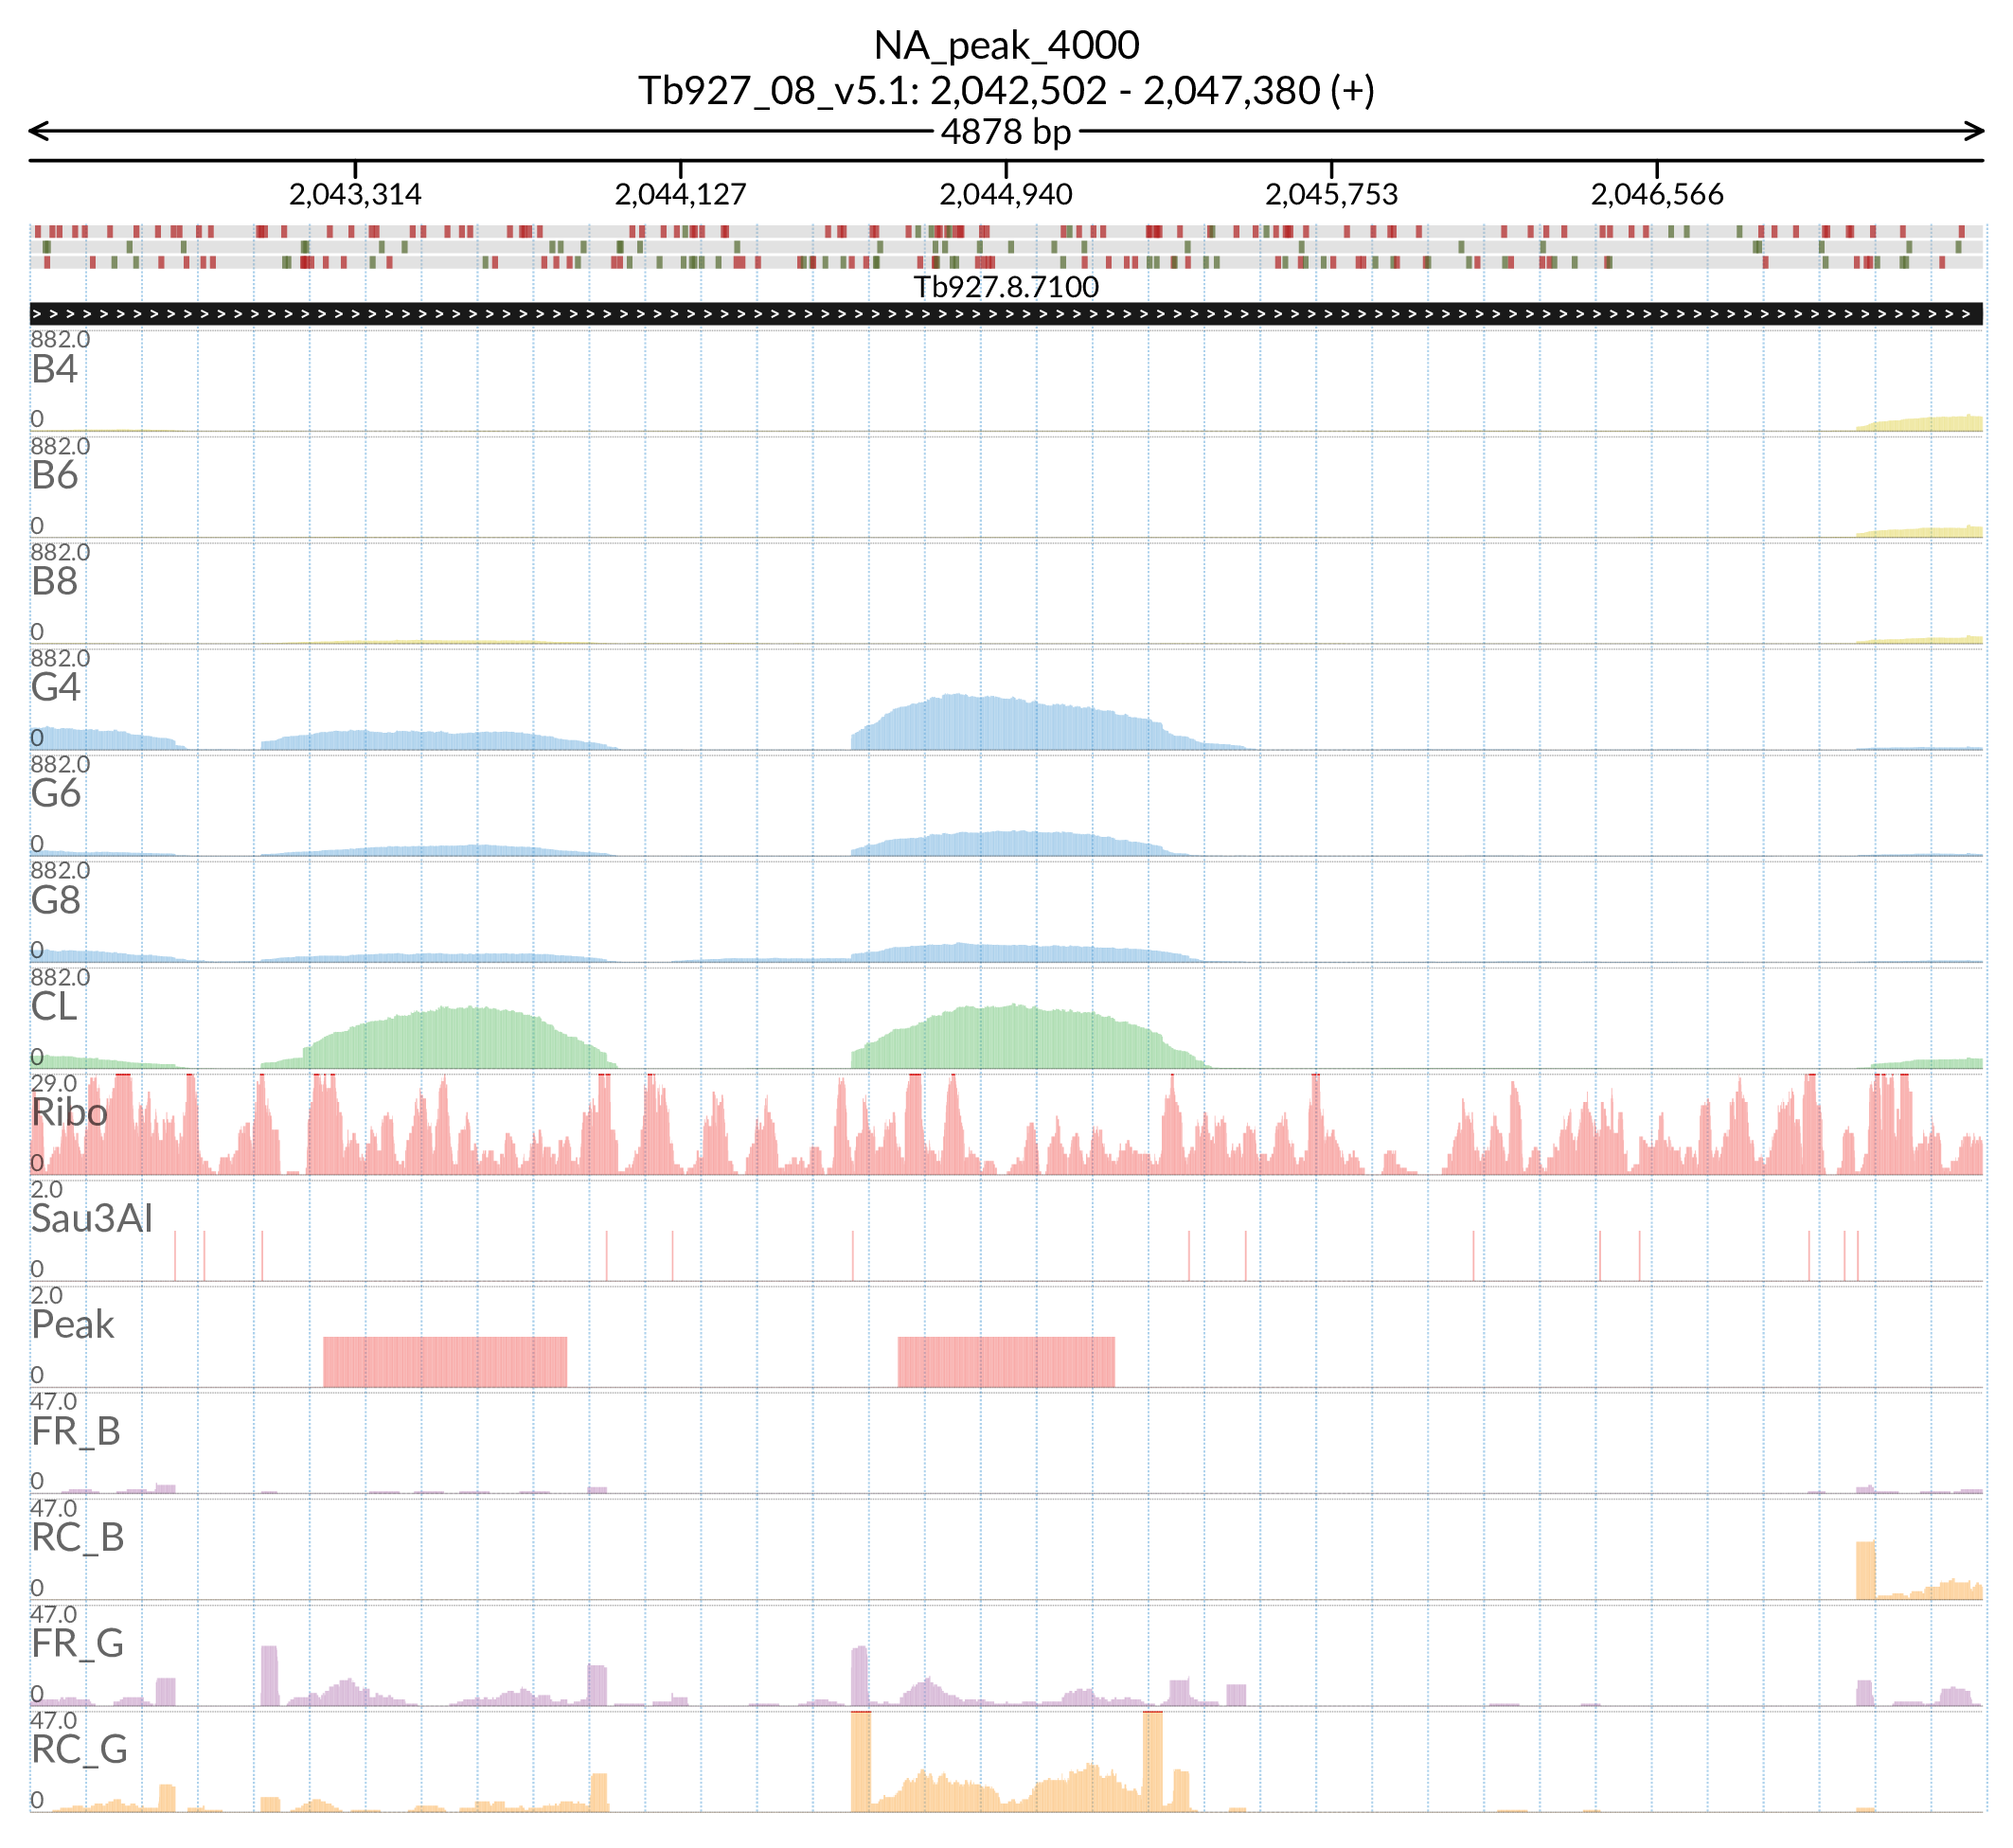 NA_peak_4000
Tb927_08_v5.1: 2,042,502 - 2,047,380 (+)
4878 bp
2,043,314 2,044,127 2,044,940 2,045,753 2,046,566
Tb927.8.7100
882.0
B4
0
882.0
B6
0
882.0
B8
0
882.0
G4
0
882.0
G6
0
882.0
G8
0
882.0
CL
0
29.0
Ribo
0
2.0
Sau3AI
0
2.0
Peak
0
47.0
FR_B
0
47.0
RC_B
0
47.0
FR_G
0
47.0
RC_G
0